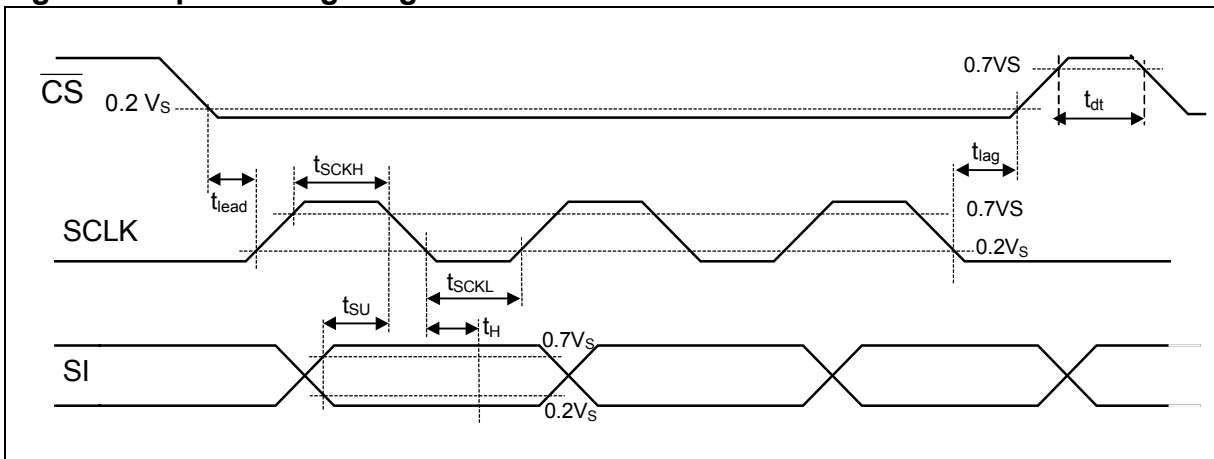 0.7VS
CS
0.2 VS
tdt
tlag
tSCKH
tlead
0.7VS
SCLK
0.2VS
tSCKL
tSU
tH
0.7VS
SI
0.2VS